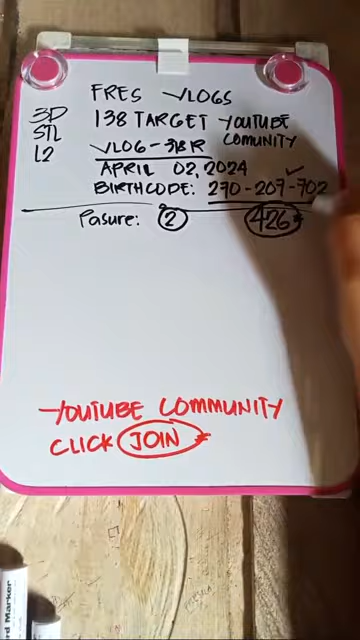 FRES VLOGS
3D 138 TARGET YOUTUBE
STL COMUNITY
L2 VLOG - 38R
APRIL 02, 2024
BIRTHCODE: 270 - 207 - 702
Pasure: 2 426
YOUTUBE COMMUNITY
CLICK JOIN